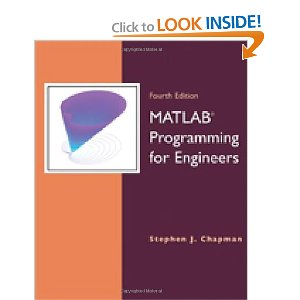 Click to
LOOK INSIDE!
Fourth Edition
MATLAB®
Programming
for Engineers
Stephen J. Chapman